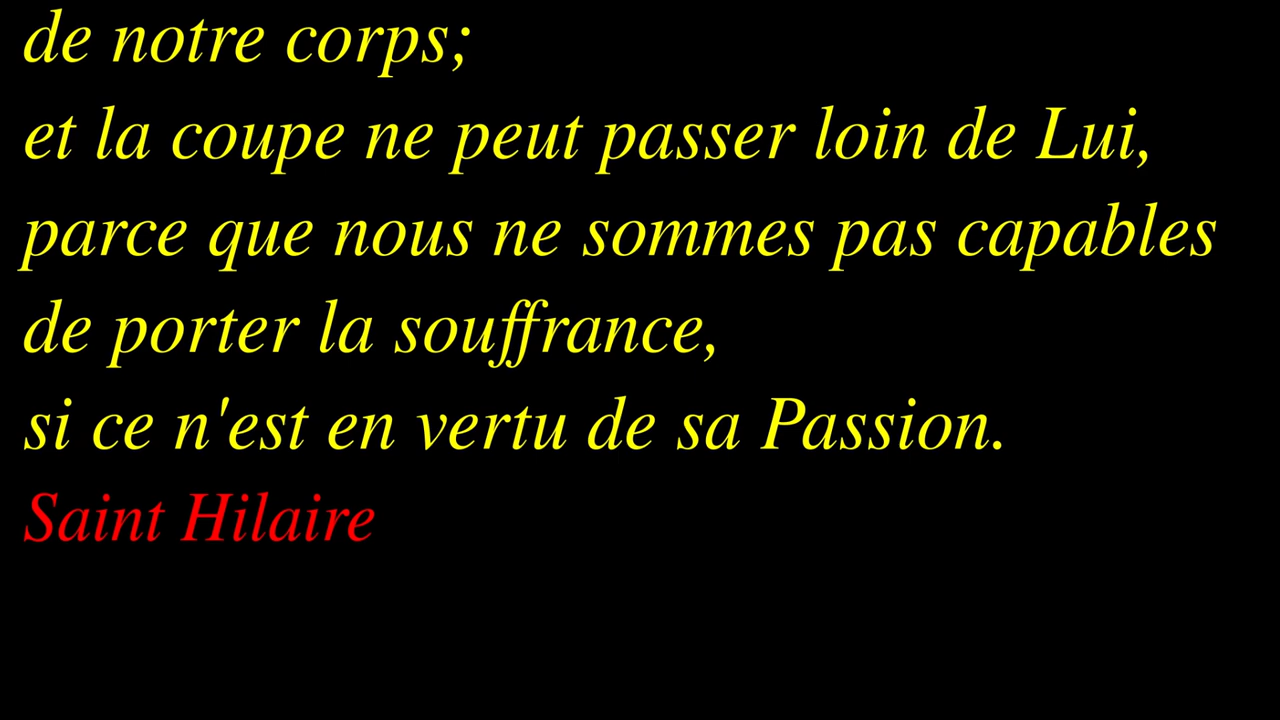 de notre corps;
et la coupe ne peut passer loin de Lui,
parce que nous ne sommes pas capables
de porter la souffrance,
si ce n'est en vertu de sa Passion.
Saint Hilaire